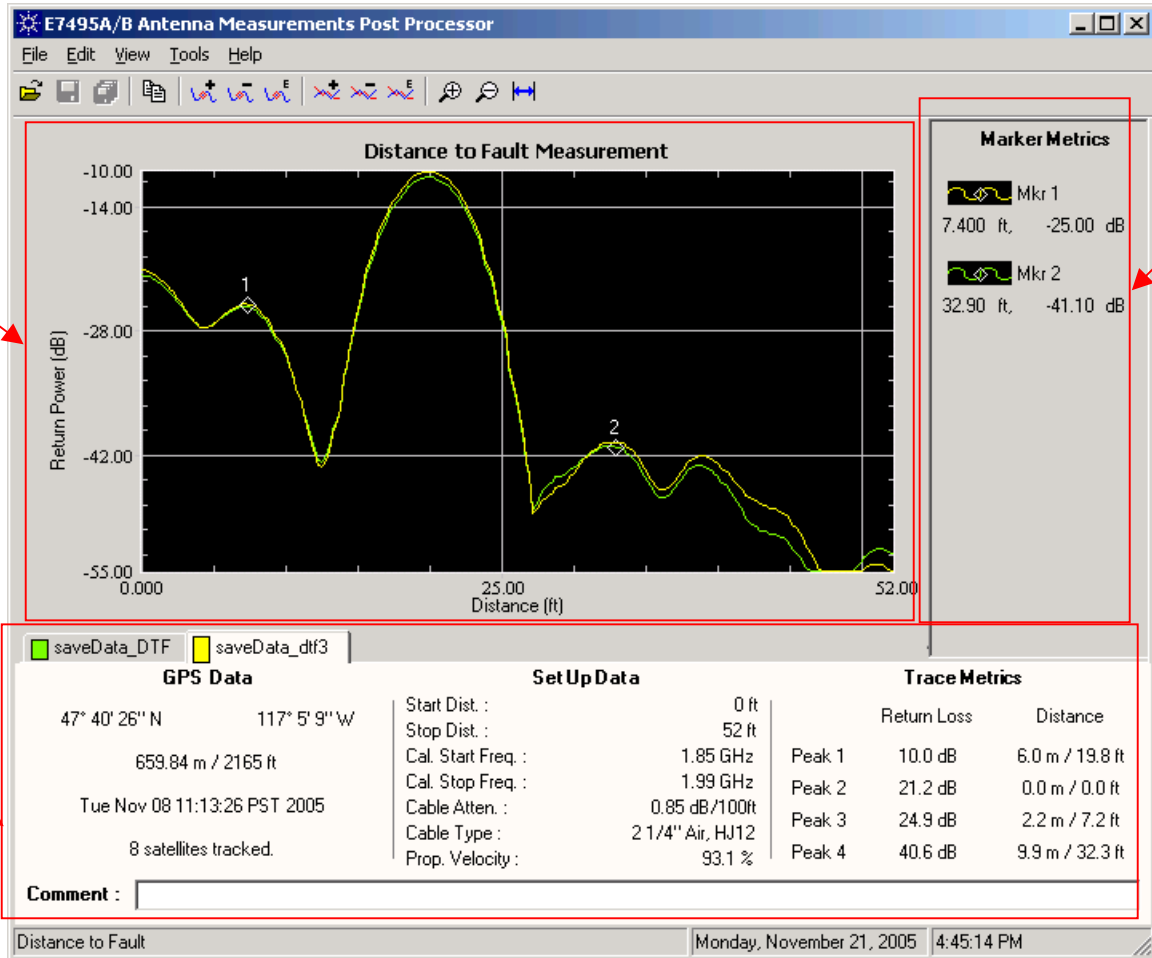 E7495A/B Antenna Measurements Post Processor
File Edit View Tools Help
E E
Distance to Fault Measurement
Return Power (dB)
-10.00
-14.00
-28.00
-42.00
-55.00
1
2
0.000 25.00 52.00
Distance (ft)
Marker Metrics
Mkr 1
7.400 ft, -25.00 dB
Mkr 2
32.90 ft, -41.10 dB
saveData_DTF saveData_dtf3
GPS Data
47° 40' 26'' N 117° 5' 9'' W
659.84 m / 2165 ft
Tue Nov 08 11:13:26 PST 2005
8 satellites tracked.
Set Up Data
Start Dist. : 0 ft
Stop Dist. : 52 ft
Cal. Start Freq. : 1.85 GHz
Cal. Stop Freq. : 1.99 GHz
Cable Atten. : 0.85 dB/100ft
Cable Type : 2 1/4'' Air, HJ12
Prop. Velocity : 93.1 %
Trace Metrics
Return Loss Distance
Peak 1 10.0 dB 6.0 m / 19.8 ft
Peak 2 21.2 dB 0.0 m / 0.0 ft
Peak 3 24.9 dB 2.2 m / 7.2 ft
Peak 4 40.6 dB 9.9 m / 32.3 ft
Comment :
Distance to Fault Monday, November 21, 2005 4:45:14 PM